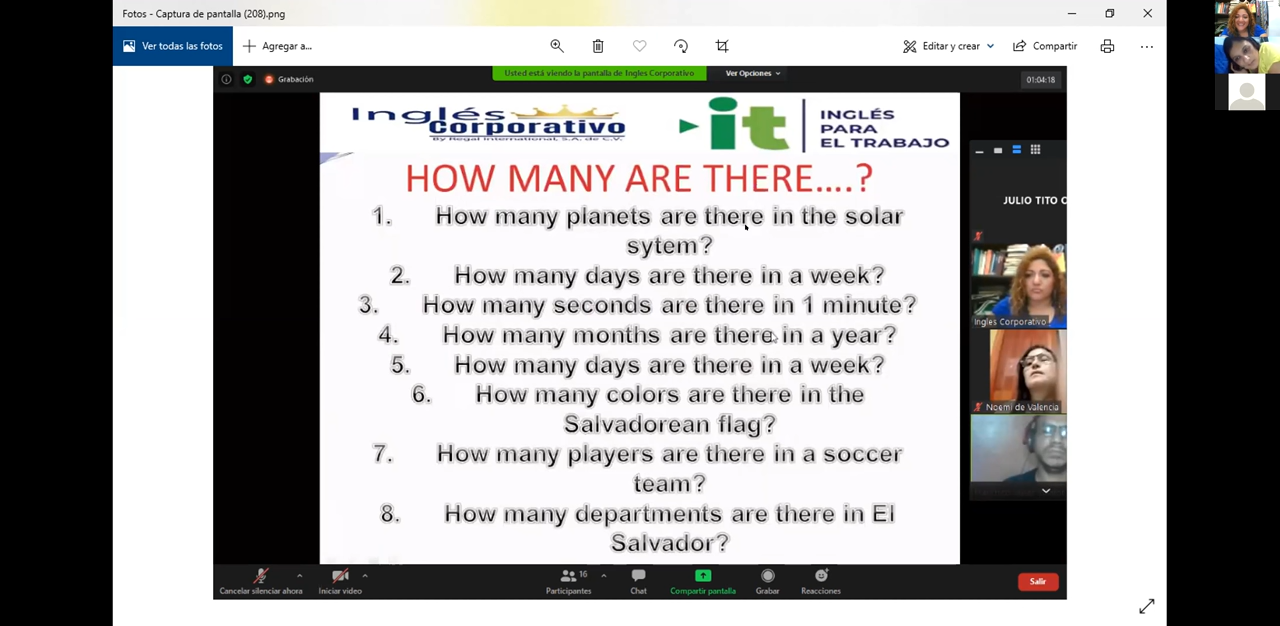 Fotos - Captura de pantalla (208).png
Ver todas las fotos
Agregar a...
Editar y crear
Compartir
Grabación
Usted está viendo la pantalla de Ingles Corporativo
Ver Opciones
01:04:18
Inglés
Corporativo
By Regal International, S.A. de C.V.
it
INGLÉS
PARA
EL TRABAJO
HOW MANY ARE THERE....?
1. How many planets are there in the solar
sytem?
2. How many days are there in a week?
3. How many seconds are there in 1 minute?
4. How many months are there in a year?
5. How many days are there in a week?
6. How many colors are there in the
Salvadorean flag?
7. How many players are there in a soccer
team?
8. How many departments are there in El
Salvador?
JULIO TITO C
Ingles Corporativo
Noemi de Valencia
Cancelar silenciar ahora
Iniciar video
16
Participantes
Chat
Compartir pantalla
Grabar
Reacciones
Salir